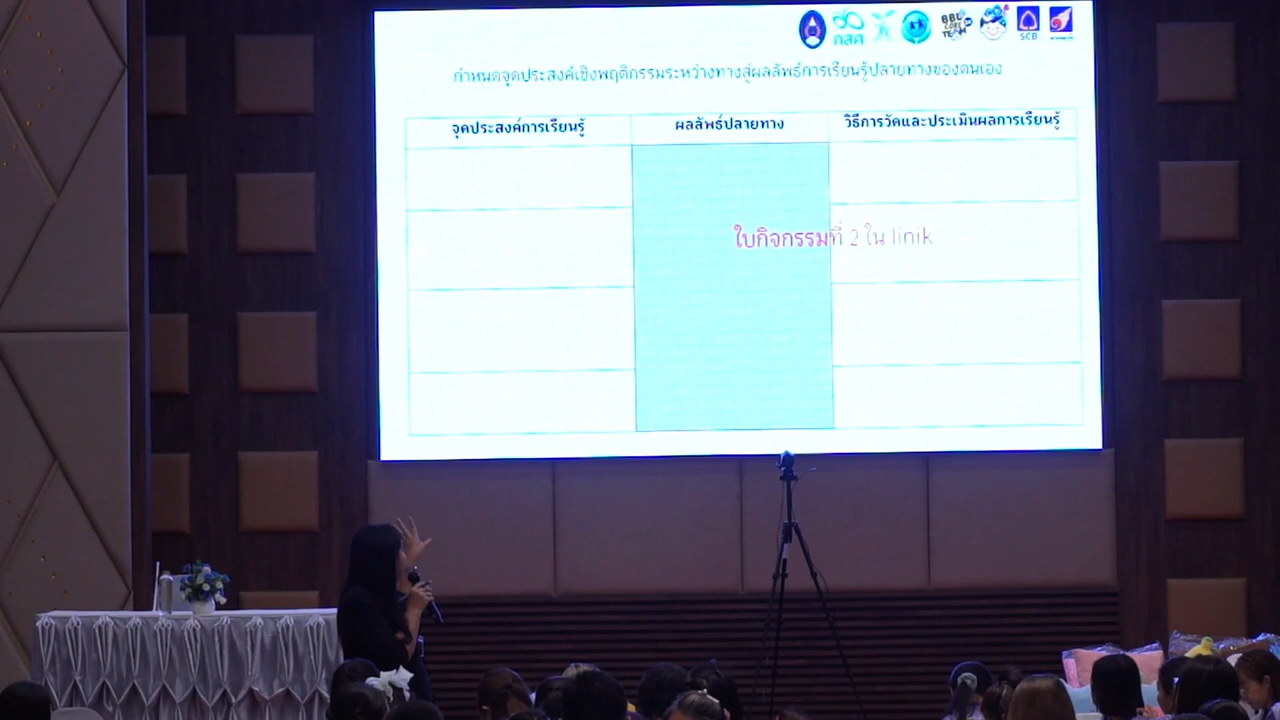 กสศ
BBL
CORE
TEAM
SCB
กำหนดจุดประสงค์เชิงพฤติกรรมระหว่างทางสู่ผลลัพธ์การเรียนรู้ปลายทางของตนเอง
จุดประสงค์การเรียนรู้ ผลลัพธ์ปลายทาง วิธีการวัดและประเมินผลการเรียนรู้
ใบกิจกรรมที่ 2 ใน linik